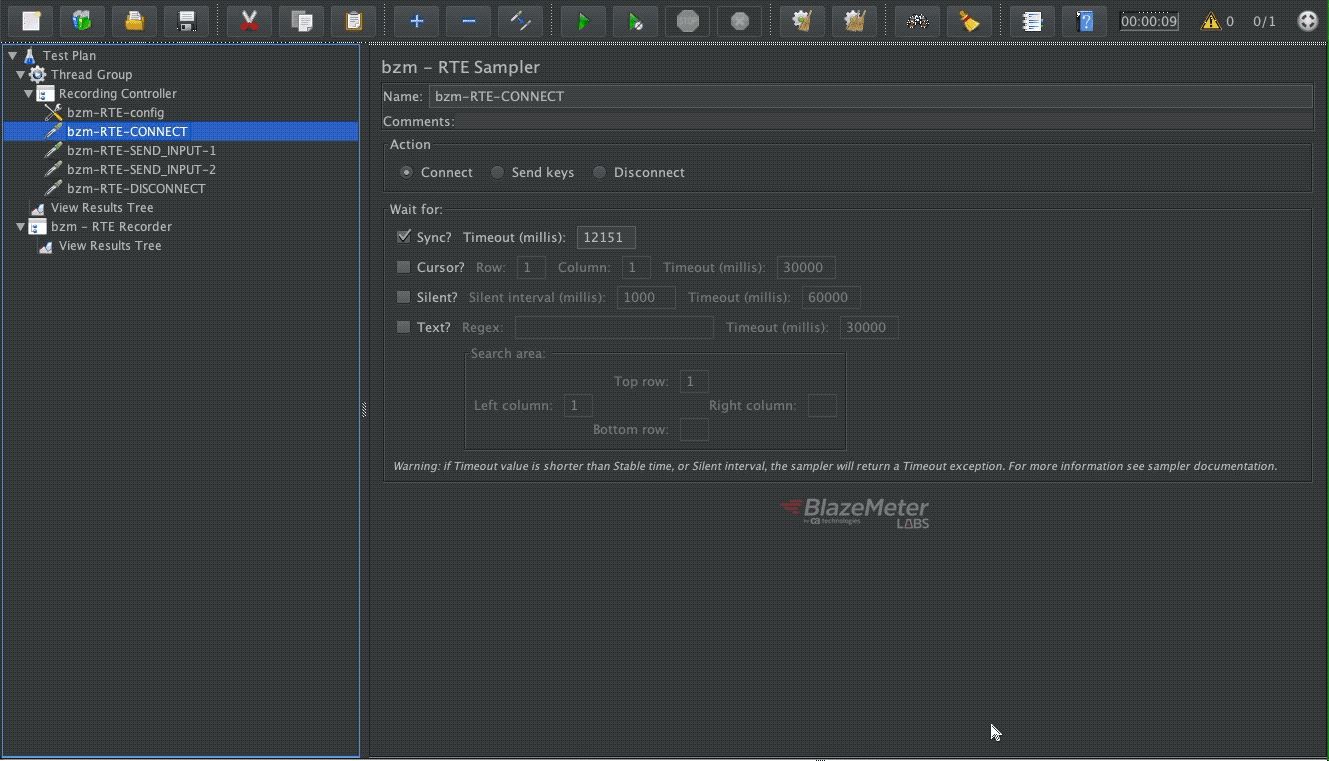 STOP
00:00:09
0
0/1
Test Plan
Thread Group
Recording Controller
bzm-RTE-config
bzm-RTE-CONNECT
bzm-RTE-SEND_INPUT-1
bzm-RTE-SEND_INPUT-2
bzm-RTE-DISCONNECT
View Results Tree
bzm - RTE Recorder
View Results Tree
bzm - RTE Sampler
Name: bzm-RTE-CONNECT
Comments:
Action
Connect Send keys Disconnect
Wait for:
Sync? Timeout (millis): 12151
Cursor? Row: 1 Column: 1 Timeout (millis): 30000
Silent? Silent interval (millis): 1000 Timeout (millis): 60000
Text? Regex: Timeout (millis): 30000
Search area:
Top row: 1
Left column: 1 Right column:
Bottom row:
Warning: if Timeout value is shorter than Stable time, or Silent interval, the sampler will return a Timeout exception. For more information see sampler documentation.
BlazeMeter
by CA technologies
LABS